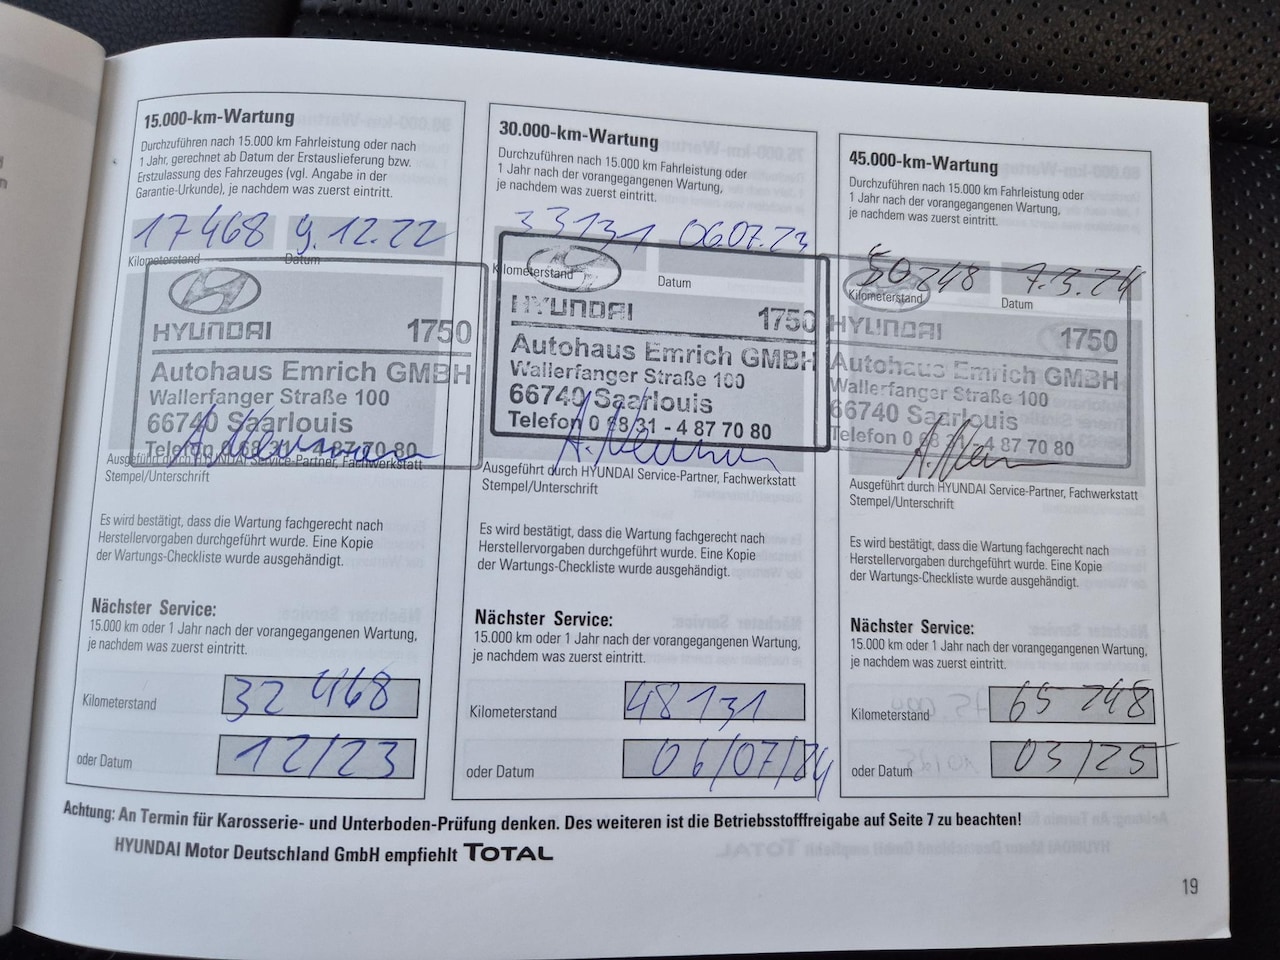 15.000-km-Wartung
Durchzuführen nach 15.000 km Fahrleistung oder nach
1 Jahr, gerechnet ab Datum der Erstauslieferung bzw.
Erstzulassung des Fahrzeuges (vgl. Angabe in der
Garantie-Urkunde), je nachdem was zuerst eintritt.
17468 9.12.22
Kilometerstand Datum
HYUNDAI 1750
Autohaus Emrich GMBH
Wallerfanger Straße 100
66740 Saarlouis
Telefon 0 68 31 - 4 87 70 80
Ausgeführt durch HYUNDAI Service-Partner, Fachwerkstatt
Stempel/Unterschrift
Es wird bestätigt, dass die Wartung fachgerecht nach
Herstellervorgaben durchgeführt wurde. Eine Kopie
der Wartungs-Checkliste wurde ausgehändigt.
Nächster Service:
15.000 km oder 1 Jahr nach der vorangegangenen Wartung,
je nachdem was zuerst eintritt.
Kilometerstand 32 468
oder Datum 12/23
30.000-km-Wartung
Durchzuführen nach 15.000 km Fahrleistung oder
1 Jahr nach der vorangegangenen Wartung,
je nachdem was zuerst eintritt.
33131 06.07.23
Kilometerstand Datum
HYUNDAI 1750
Autohaus Emrich GMBH
Wallerfanger Straße 100
66740 Saarlouis
Telefon 0 68 31 - 4 87 70 80
Ausgeführt durch HYUNDAI Service-Partner, Fachwerkstatt
Stempel/Unterschrift
Es wird bestätigt, dass die Wartung fachgerecht nach
Herstellervorgaben durchgeführt wurde. Eine Kopie
der Wartungs-Checkliste wurde ausgehändigt.
Nächster Service:
15.000 km oder 1 Jahr nach der vorangegangenen Wartung,
je nachdem was zuerst eintritt.
Kilometerstand 48131
oder Datum 06/07/24
45.000-km-Wartung
Durchzuführen nach 15.000 km Fahrleistung oder
1 Jahr nach der vorangegangenen Wartung,
je nachdem was zuerst eintritt.
50248 7.3.24
Kilometerstand Datum
HYUNDAI 1750
Autohaus Emrich GMBH
Wallerfanger Straße 100
66740 Saarlouis
Telefon 0 68 31 - 4 87 70 80
Ausgeführt durch HYUNDAI Service-Partner, Fachwerkstatt
Stempel/Unterschrift
Es wird bestätigt, dass die Wartung fachgerecht nach
Herstellervorgaben durchgeführt wurde. Eine Kopie
der Wartungs-Checkliste wurde ausgehändigt.
Nächster Service:
15.000 km oder 1 Jahr nach der vorangegangenen Wartung,
je nachdem was zuerst eintritt.
Kilometerstand 65 248
oder Datum 03/25
Achtung: An Termin für Karosserie- und Unterboden-Prüfung denken. Des weiteren ist die Betriebsstofffreigabe auf Seite 7 zu beachten!
HYUNDAI Motor Deutschland GmbH empfiehlt TOTAL
19